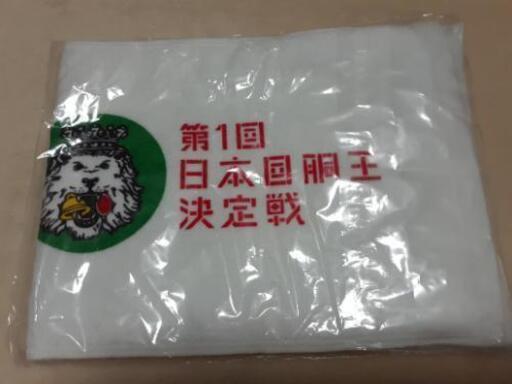 第1回
日本回胴王
決定戦